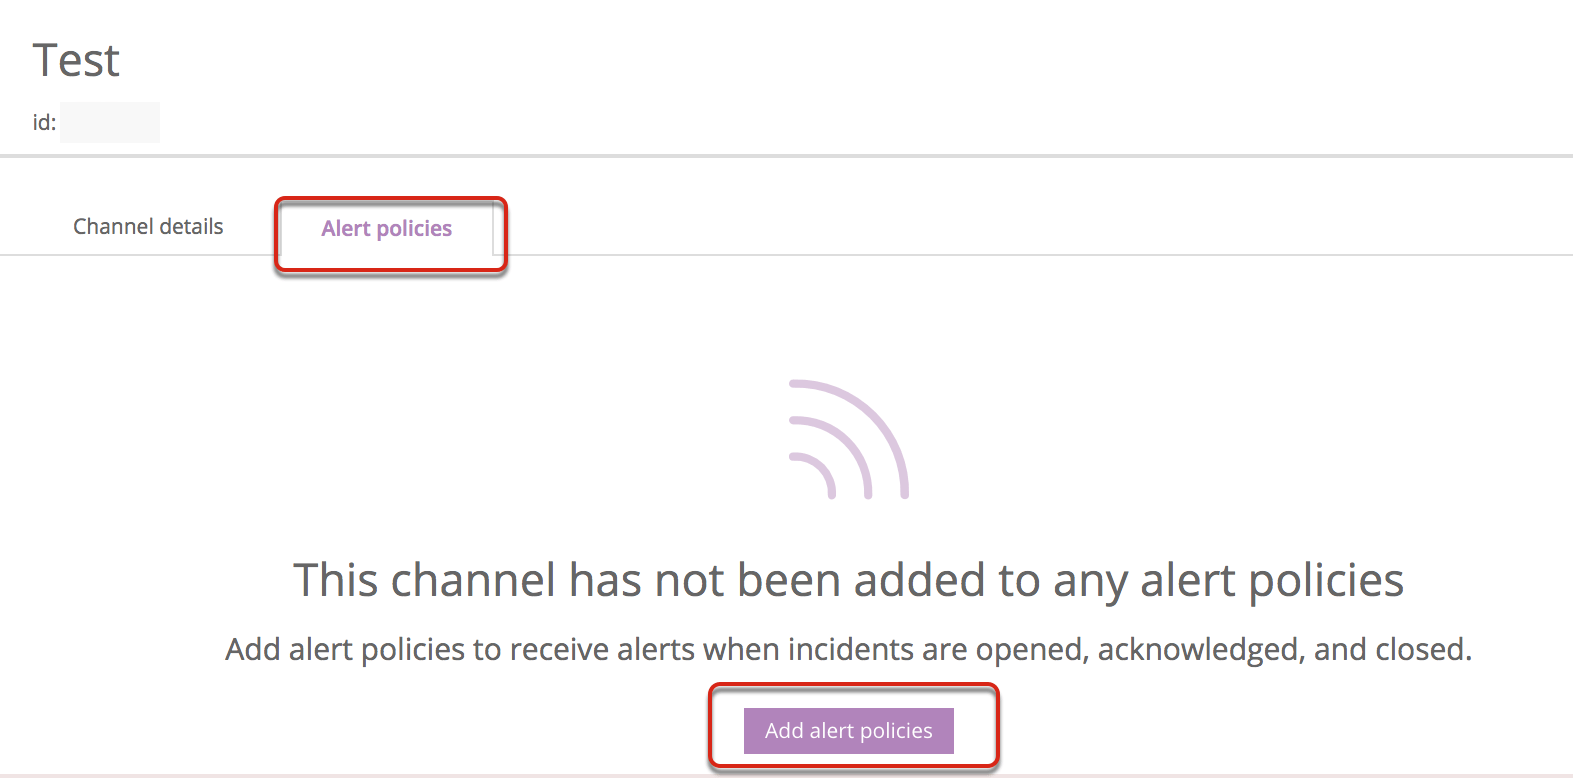 Test
id:
Channel details
Alert policies
This channel has not been added to any alert policies
Add alert policies to receive alerts when incidents are opened, acknowledged, and closed.
Add alert policies